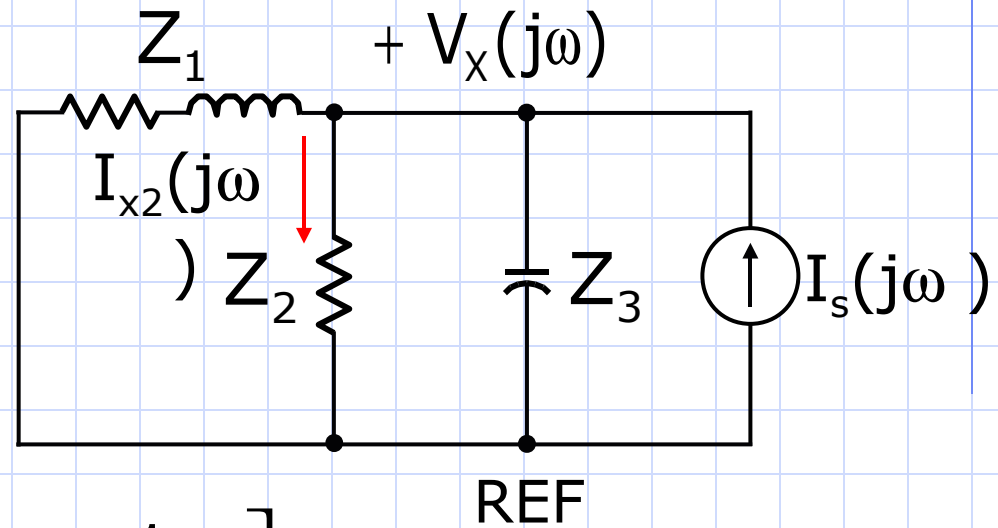 Z1
+ VX(jω)
Ix2(jω
)
Z2
Z3
Is(jω )
REF